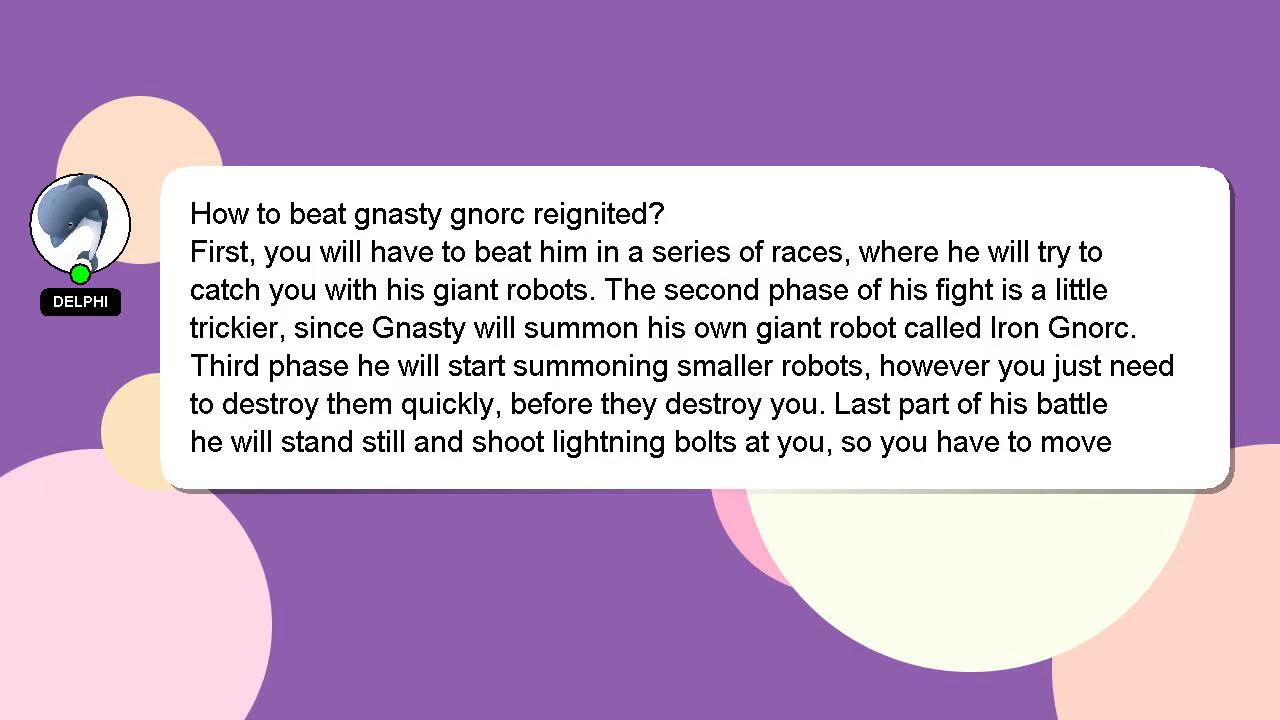 How to beat gnasty gnorc reignited?
First, you will have to beat him in a series of races, where he will try to
catch you with his giant robots. The second phase of his fight is a little
trickier, since Gnasty will summon his own giant robot called Iron Gnorc.
Third phase he will start summoning smaller robots, however you just need
to destroy them quickly, before they destroy you. Last part of his battle
he will stand still and shoot lightning bolts at you, so you have to move
DELPHI